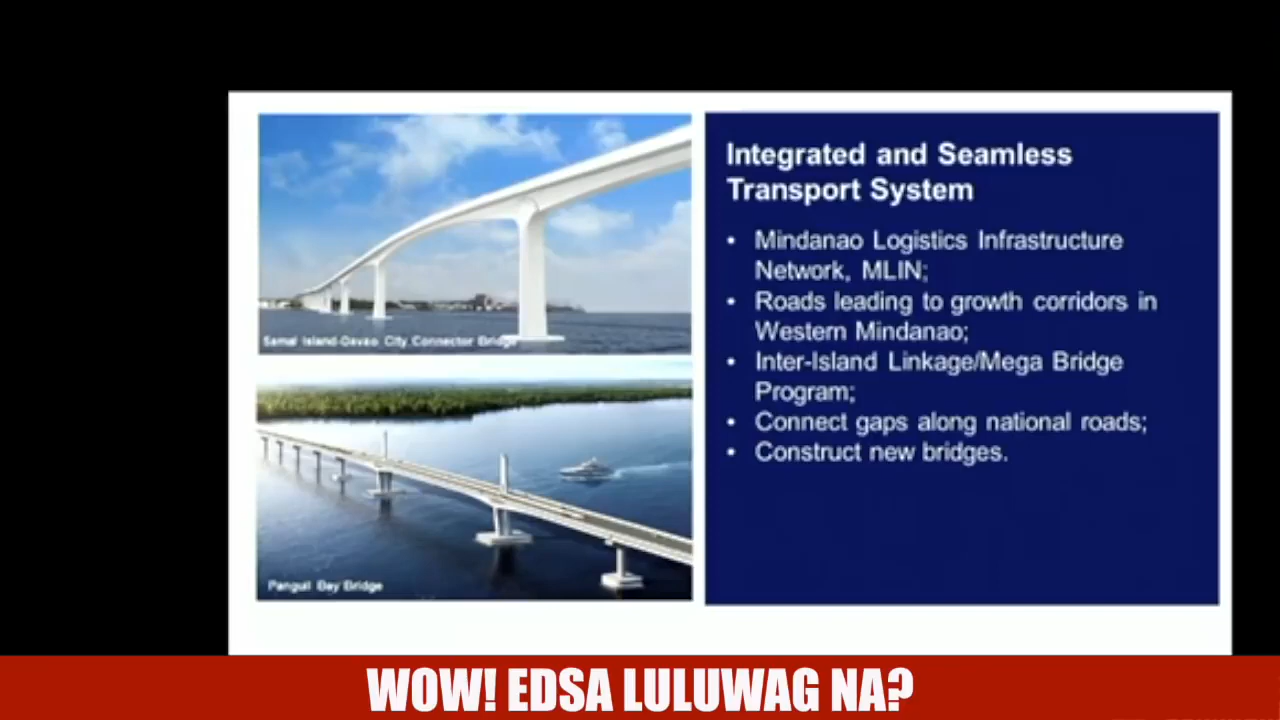 Integrated and Seamless
Transport System
• Mindanao Logistics Infrastructure
Network, MLIN;
• Roads leading to growth corridors in
Western Mindanao;
• Inter-Island Linkage/Mega Bridge
Program;
• Connect gaps along national roads;
• Construct new bridges.
Samal Island-Davao City Connector Bridge
Panguil Bay Bridge
WOW! EDSA LULUWAG NA?